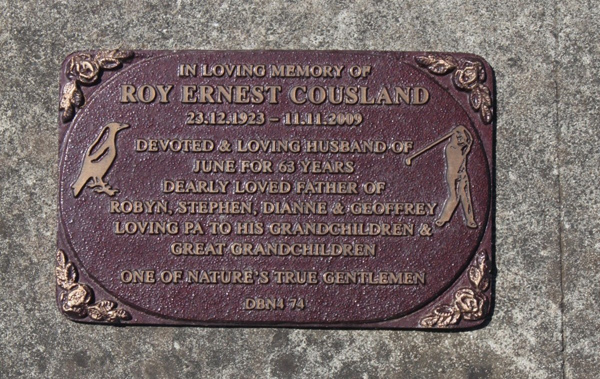 IN LOVING MEMORY OF
ROY ERNEST COUSLAND
23.12.1923 – 11.11.2009
DEVOTED & LOVING HUSBAND OF
JUNE FOR 63 YEARS
DEARLY LOVED FATHER OF
ROBYN, STEPHEN, DIANNE & GEOFFREY
LOVING PA TO HIS GRANDCHILDREN &
GREAT GRANDCHILDREN
ONE OF NATURE'S TRUE GENTLEMEN
DBN4 74